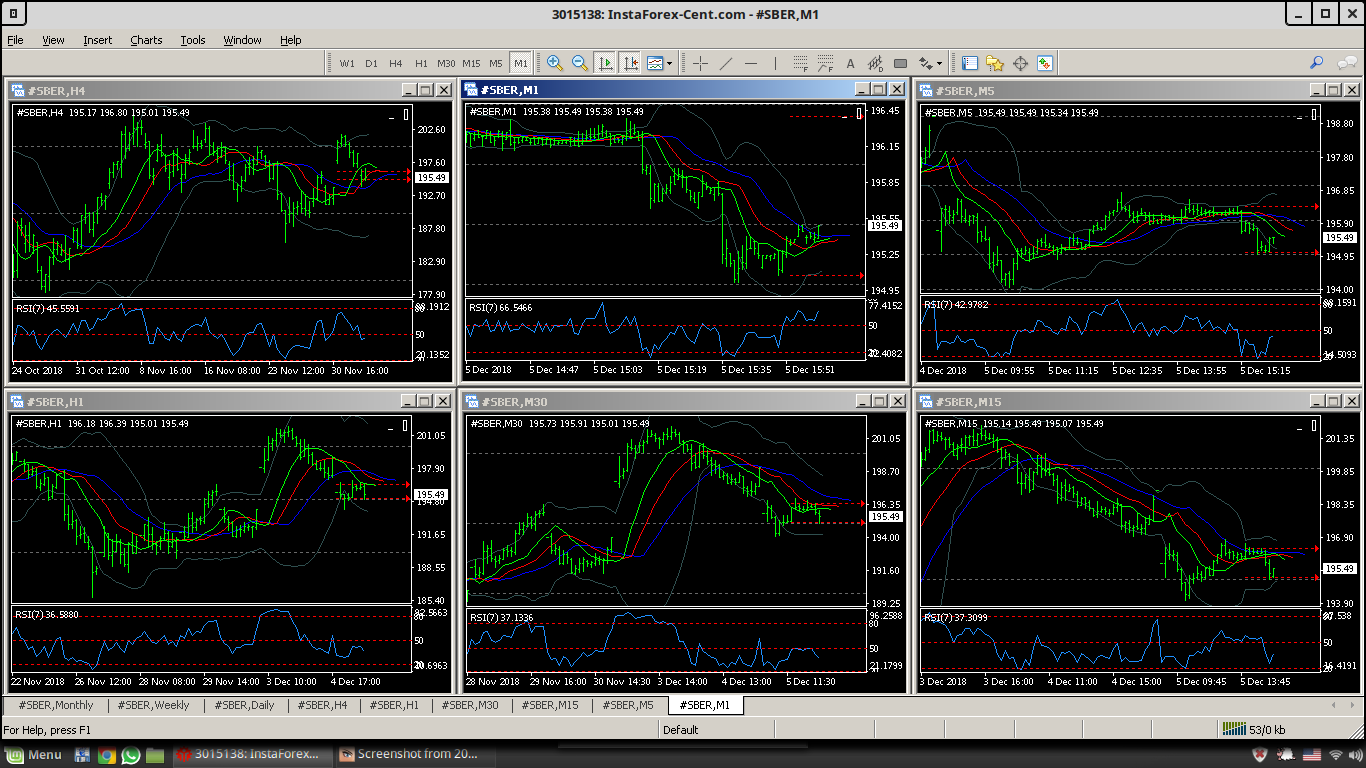 3015138: InstaForex-Cent.com - #SBER,M1
File View Insert Charts Tools Window Help
W1 D1 H4 H1 M30 M15 M5 M1
#SBER,H4
#SBER,H4 195.17 196.80 195.01 195.49
202.60
197.60
195.49
192.70
187.80
182.90
177.90
RSI(7) 45.5591
50
24 Oct 2018 31 Oct 12:00 8 Nov 16:00 16 Nov 08:00 23 Nov 12:00 30 Nov 16:00
#SBER,M1
#SBER,M1 195.38 195.49 195.38 195.49
196.45
196.15
195.85
195.55
195.49
195.25
194.95
RSI(7) 66.5466
77.4152
50
5 Dec 2018 5 Dec 14:47 5 Dec 15:03 5 Dec 15:19 5 Dec 15:35 5 Dec 15:51
#SBER,M5
#SBER,M5 195.49 195.49 195.34 195.49
198.80
197.80
196.85
195.90
195.49
194.95
194.00
RSI(7) 42.9782
50
4 Dec 2018 5 Dec 09:55 5 Dec 11:15 5 Dec 12:35 5 Dec 13:55 5 Dec 15:15
#SBER,H1
#SBER,H1 196.18 196.39 195.01 195.49
201.05
197.90
195.49
194.80
191.65
188.55
185.40
RSI(7) 36.5880
50
22 Nov 2018 26 Nov 12:00 28 Nov 08:00 29 Nov 14:00 3 Dec 10:00 4 Dec 17:00
#SBER,M30
#SBER,M30 195.73 195.91 195.01 195.49
201.05
198.70
196.35
195.49
194.00
191.60
189.25
RSI(7) 37.1336
96.2588
80
50
28 Nov 2018 29 Nov 16:00 30 Nov 14:30 3 Dec 14:00 4 Dec 13:00 5 Dec 11:30
#SBER,M15
#SBER,M15 195.14 195.49 195.07 195.49
201.35
199.85
198.35
196.90
195.49
193.90
RSI(7) 37.3099
50
3 Dec 2018 3 Dec 16:00 4 Dec 11:00 4 Dec 15:00 5 Dec 09:45 5 Dec 13:45
#SBER,Monthly #SBER,Weekly #SBER,Daily #SBER,H4 #SBER,H1 #SBER,M30 #SBER,M15 #SBER,M5 #SBER,M1
For Help, press F1 Default 53/0 kb
Menu 3015138: InstaForex... Screenshot from 20...